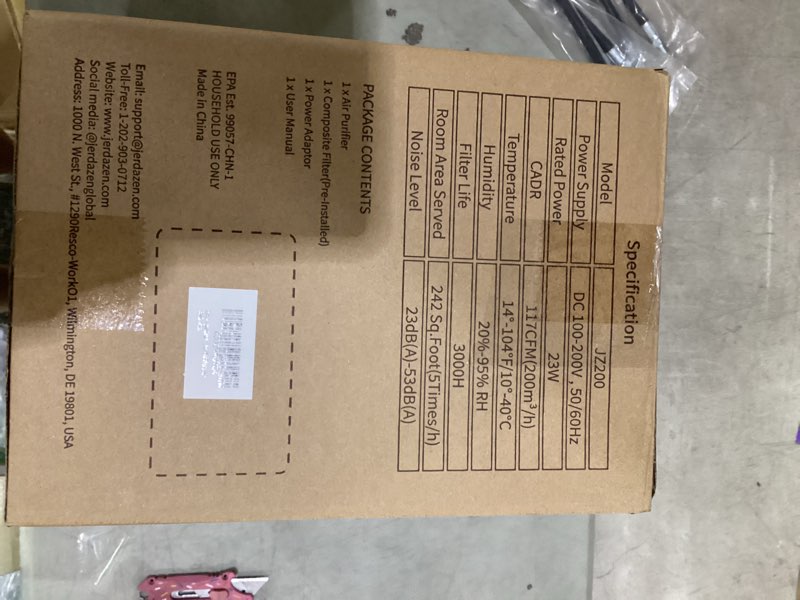 Specification
Model JZ200
Power Supply DC 100-200V , 50/60Hz
Rated Power 23W
CADR 117CFM(200m³/h)
Temperature 14°-104°F/10°-40°C
Humidity 20%-95% RH
Filter Life 3000H
Room Area Served 242 Sq.Foot(5Times/h)
Noise Level 23dB(A)-53dB(A)
PACKAGE CONTENTS
1 x Air Purifier
1 x Composite Filter(Pre-Installed)
1 x Power Adaptor
1 x User Manual
EPA Est. 99057-CHN-1
HOUSEHOLD USE ONLY
Made in China
Email: support@jerdazen.com
Toll-Free: 1-202-903-0712
Website: www.jerdazen.com
Social media: @jerdazenglobal
Address: 1000 N. West St., #1290Resco-Work01, Wilmington, DE 19801, USA